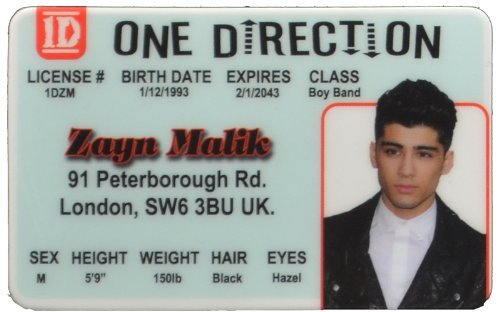 1D ONE DIRECTION
LICENSE # BIRTH DATE EXPIRES CLASS
1DZM 1/12/1993 2/1/2043 Boy Band
Zayn Malik
91 Peterborough Rd.
London, SW6 3BU UK.
SEX HEIGHT WEIGHT HAIR EYES
M 5'9" 150lb Black Hazel